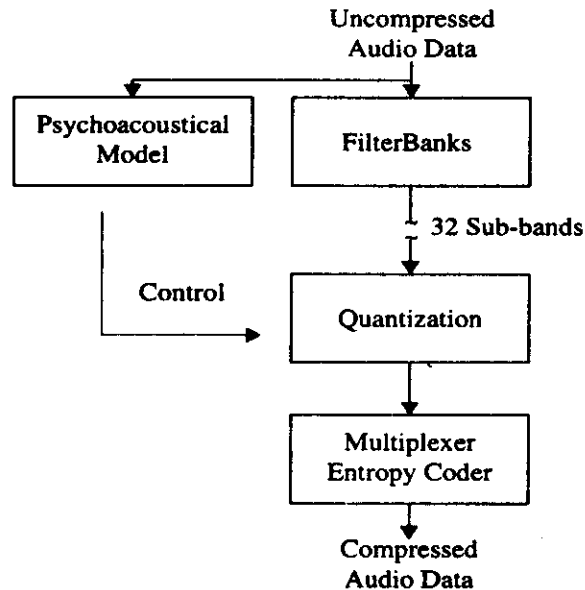 Uncompressed
Audio Data
Psychoacoustical
Model
FilterBanks
32 Sub-bands
Control
Quantization
Multiplexer
Entropy Coder
Compressed
Audio Data